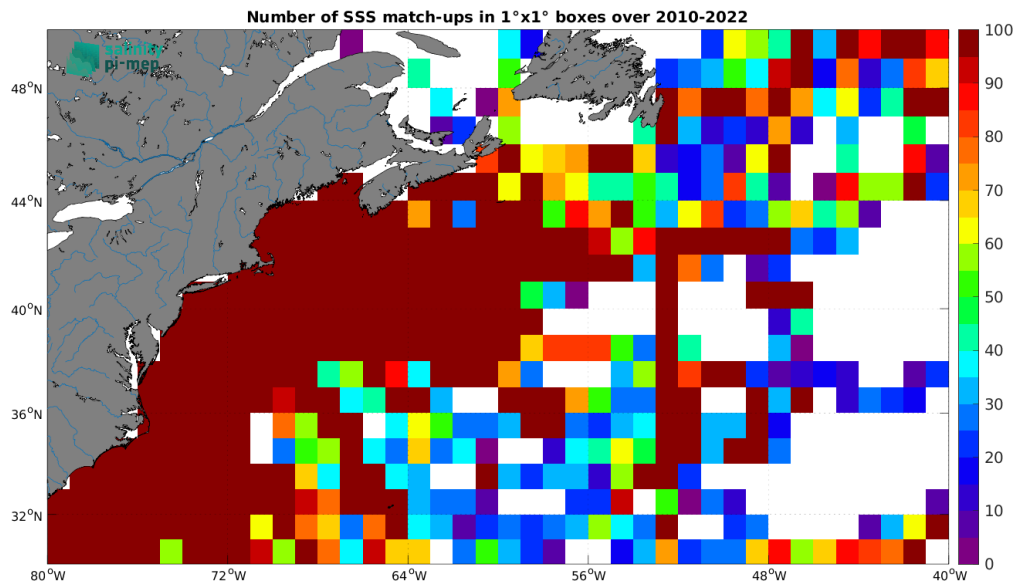 Number of SSS match-ups in 1°x1° boxes over 2010-2022
salinity
pi-mep
48°N
44°N
40°N
36°N
32°N
80°W
72°W
64°W
56°W
48°W
40°W
100
90
80
70
60
50
40
30
20
10
0